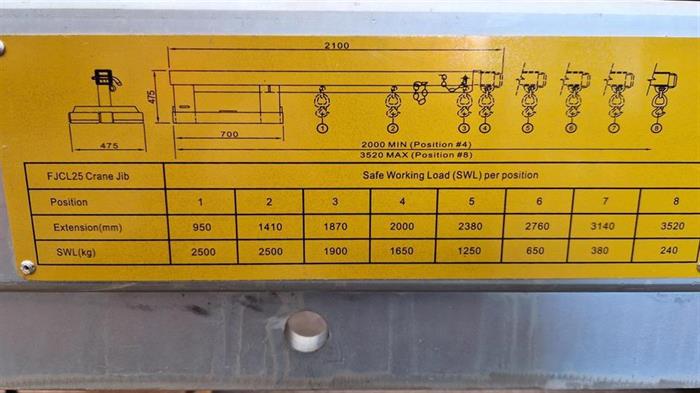 2100
475
475
700
1 2 3 4 5 6 7 8
2000 MIN (Position #4)
3520 MAX (Position #8)
FJCL25 Crane Jib Safe Working Load (SWL) per position
Position 1 2 3 4 5 6 7 8
Extension(mm) 950 1410 1870 2000 2380 2760 3140 3520
SWL(kg) 2500 2500 1900 1650 1250 650 380 240